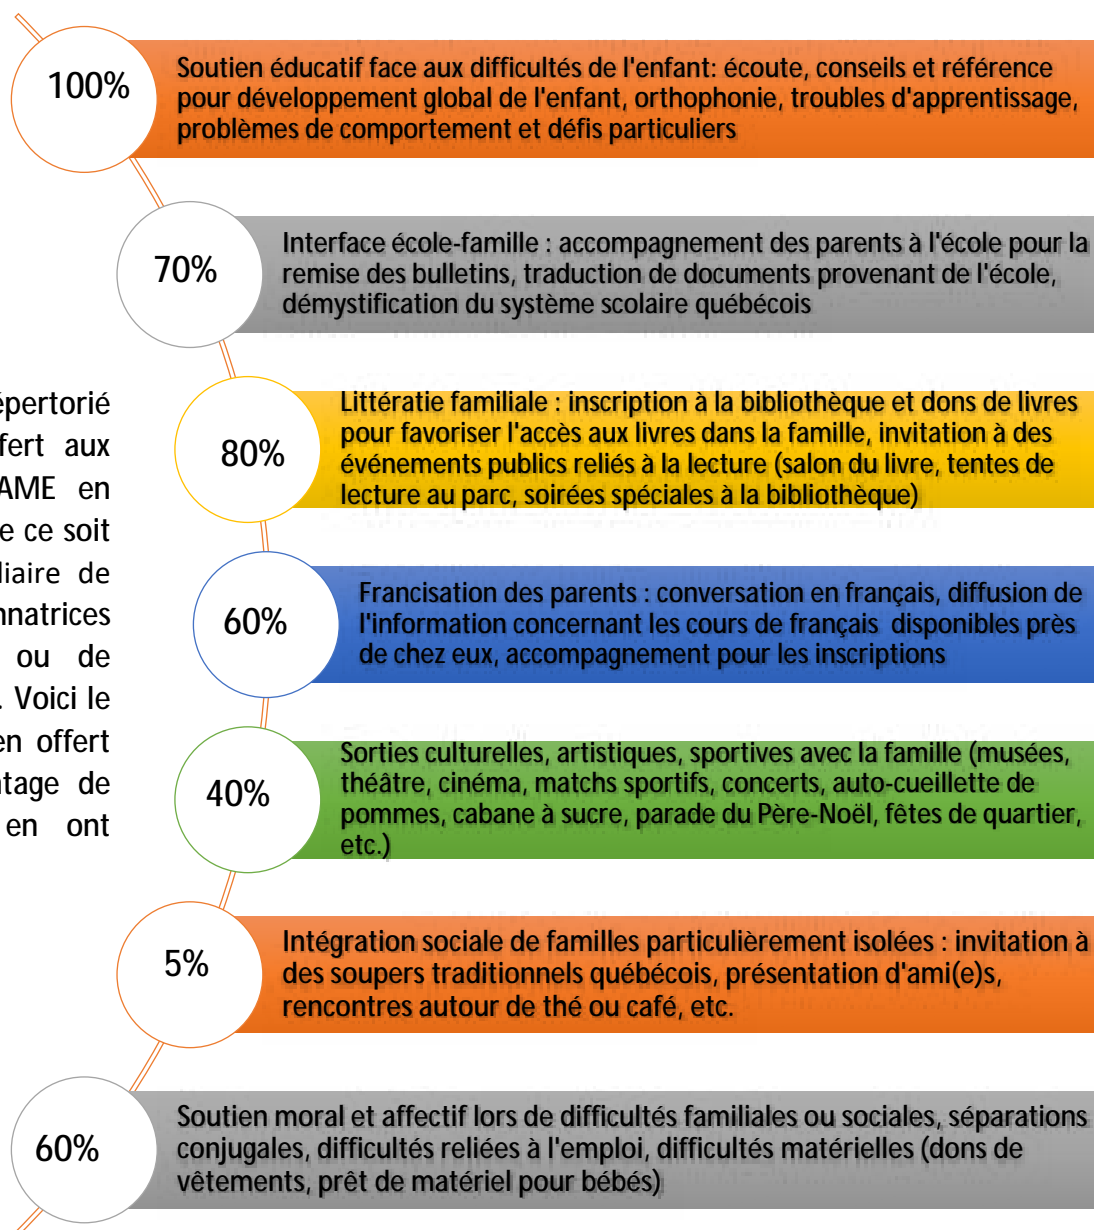 100%
Soutien éducatif face aux difficultés de l'enfant: écoute, conseils et référence
pour développement global de l'enfant, orthophonie, troubles d'apprentissage,
problèmes de comportement et défis particuliers
70%
Interface école-famille : accompagnement des parents à l'école pour la
remise des bulletins, traduction de documents provenant de l'école,
démystification du système scolaire québécois
80%
Littératie familiale : inscription à la bibliothèque et dons de livres
pour favoriser l'accès aux livres dans la famille, invitation à des
événements publics reliés à la lecture (salon du livre, tentes de
lecture au parc, soirées spéciales à la bibliothèque)
60%
Francisation des parents : conversation en français, diffusion de
l'information concernant les cours de français disponibles près
de chez eux, accompagnement pour les inscriptions
40%
Sorties culturelles, artistiques, sportives avec la famille (musées,
théâtre, cinéma, matchs sportifs, concerts, auto-cueillette de
pommes, cabane à sucre, parade du Père-Noël, fêtes de quartier,
etc.)
5%
Intégration sociale de familles particulièrement isolées : invitation à
des soupers traditionnels québécois, présentation d'ami(e)s,
rencontres autour de thé ou café, etc.
60%
Soutien moral et affectif lors de difficultés familiales ou sociales, séparations
conjugales, difficultés reliées à l'emploi, difficultés matérielles (dons de
vêtements, prêt de matériel pour bébés)
épertorié
fert aux
AME en
e ce soit
liaire de
nnatrices
ou de
. Voici le
en offert
ntage de
en ont